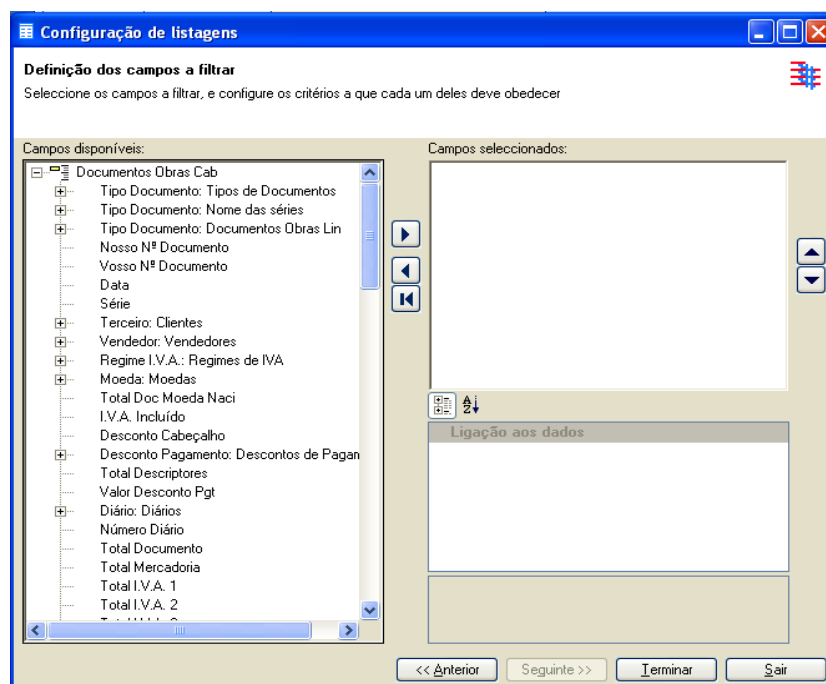 Configuração de listagens
Definição dos campos a filtrar
Seleccione os campos a filtrar, e configure os critérios a que cada um deles deve obedecer
Campos disponíveis:
Documentos Obras Cab
Tipo Documento: Tipos de Documentos
Tipo Documento: Nome das séries
Tipo Documento: Documentos Obras Lin
Nosso Nº Documento
Vosso Nº Documento
Data
Série
Terceiro: Clientes
Vendedor: Vendedores
Regime I.V.A.: Regimes de IVA
Moeda: Moedas
Total Doc Moeda Naci
I.V.A. Incluído
Desconto Cabeçalho
Desconto Pagamento: Descontos de Pagan
Total Descriptores
Valor Desconto Pgt
Diário: Diários
Número Diário
Total Documento
Total Mercadoria
Total I.V.A. 1
Total I.V.A. 2
Campos seleccionados:
Ligação aos dados
<< Anterior
Seguinte >>
Terminar
Sair